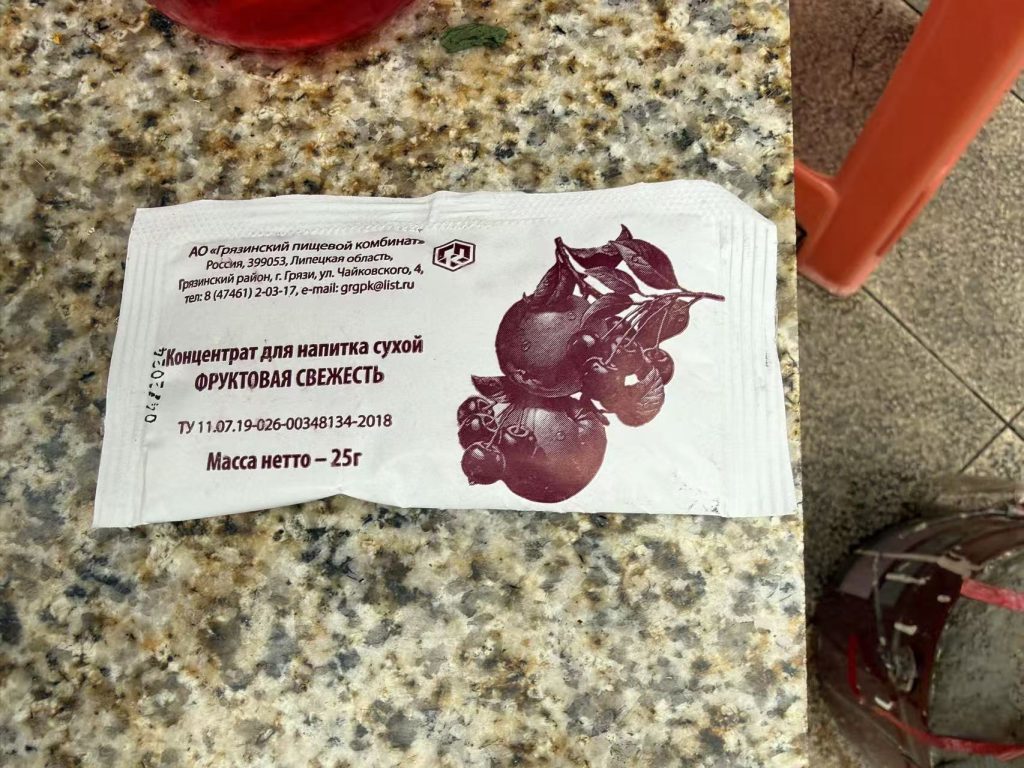 АО «Грязинский пищевой комбинат»
Россия, 399053, Липецкая область,
Грязинский район, г. Грязи, ул. Чайковского, 4,
тел: 8 (47461) 2-03-17, e-mail: grgpk@list.ru
Концентрат для напитка сухой
ФРУКТОВАЯ СВЕЖЕСТЬ
ТУ 11.07.19-026-00348134-2018
Масса нетто – 25г
04/2024